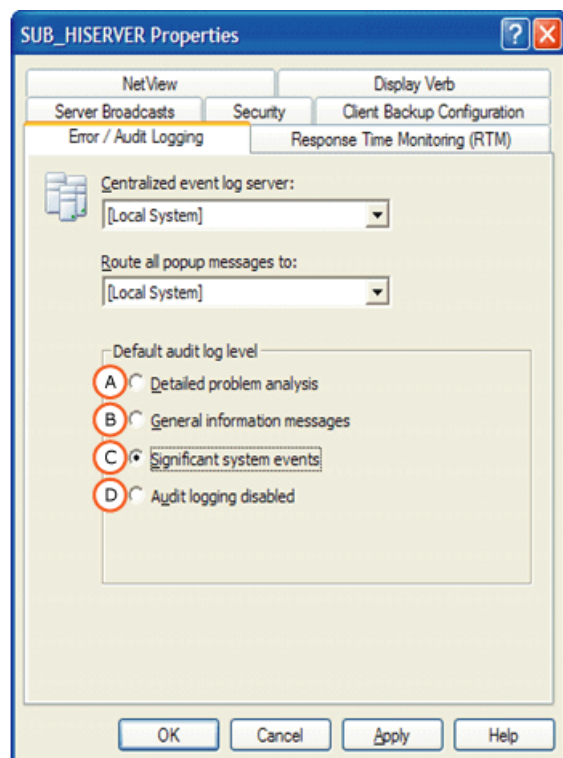 SUB_HISERVER Properties
NetView
Display Verb
Server Broadcasts
Security
Client Backup Configuration
Error / Audit Logging
Response Time Monitoring (RTM)
Centralized event log server:
[Local System]
Route all popup messages to:
[Local System]
Default audit log level
A Detailed problem analysis
B General information messages
C Significant system events
D Audit logging disabled
OK
Cancel
Apply
Help